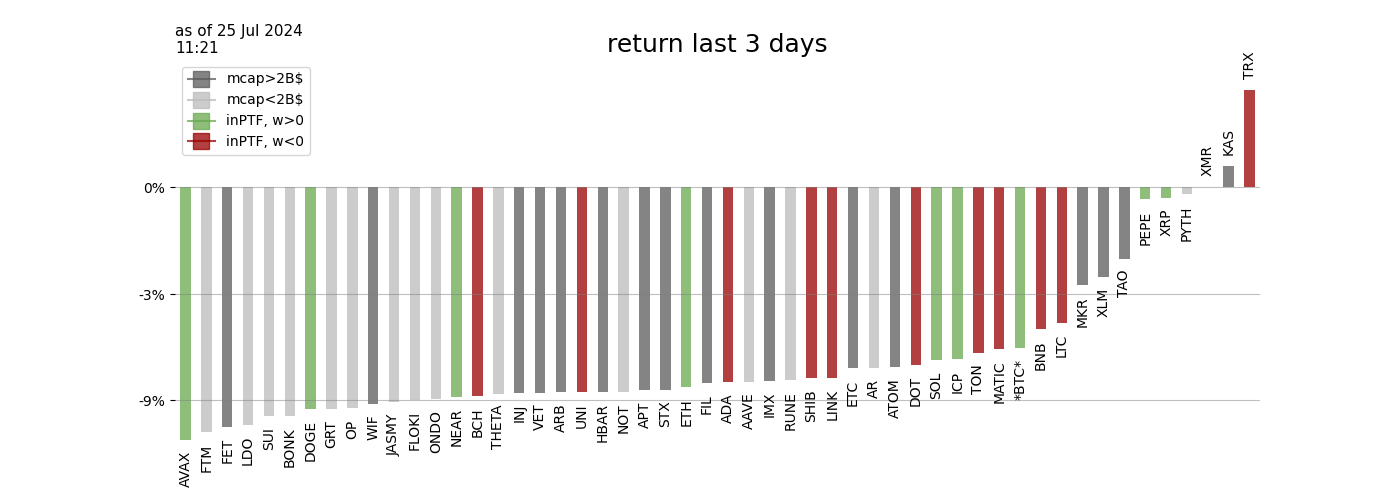 as of 25 Jul 2024
11:21
return last 3 days
mcap>2B$
mcap<2B$
inPTF, w>0
inPTF, w<0
0%
-3%
-9%
AVAX
FTM
FET
LDO
SUI
BONK
DOGE
GRT
OP
WIF
JASMY
FLOKI
ONDO
NEAR
BCH
THETA
INJ
VET
ARB
UNI
HBAR
NOT
APT
STX
ETH
FIL
ADA
AAVE
IMX
RUNE
SHIB
LINK
ETC
AR
ATOM
DOT
SOL
ICP
TON
MATIC
*BTC*
BNB
LTC
MKR
XLM
TAO
PEPE
XRP
PYTH
XMR
KAS
TRX